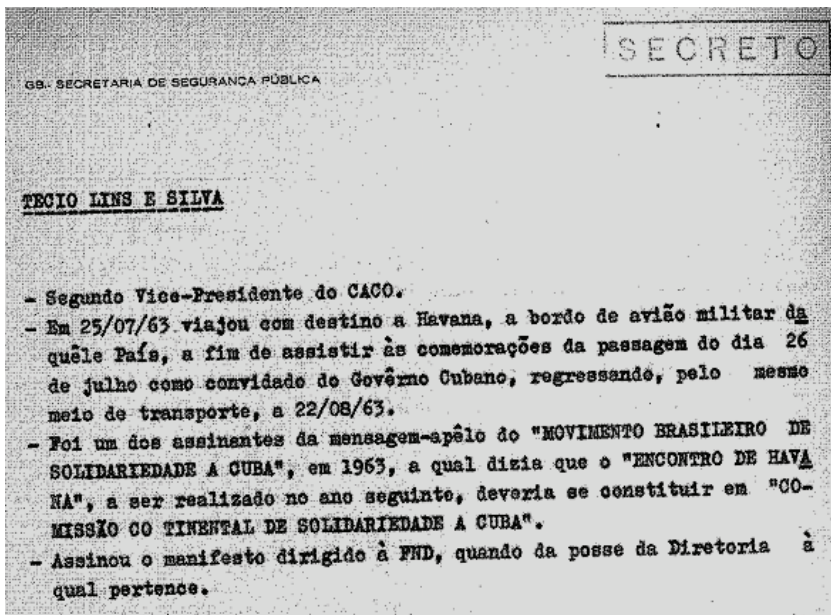 SECRETO
GB.- SECRETARIA DE SEGURANÇA PÚBLICA
TECIO LINS E SILVA
- Segundo Vice-Presidente do CACO.
- Em 25/07/63 viajou com destino a Havana, a bordo de avião militar da
quêle País, a fim de assistir às comemorações da passagem do dia 26
de julho como convidado do Govêrno Cubano, regressando, pelo mesmo
meio de transporte, a 22/08/63.
- Foi um dos assinantes da mensagem-apêlo do "MOVIMENTO BRASILEIRO DE
SOLIDARIEDADE A CUBA", em 1963, a qual dizia que o "ENCONTRO DE HAVA
NA", a ser realizado no ano seguinte, deveria se constituir em "CO-
MISSÃO CO TINENTAL DE SOLIDARIEDADE A CUBA".
- Assinou o manifesto dirigido à FND, quando da posse da Diretoria à
qual pertence.